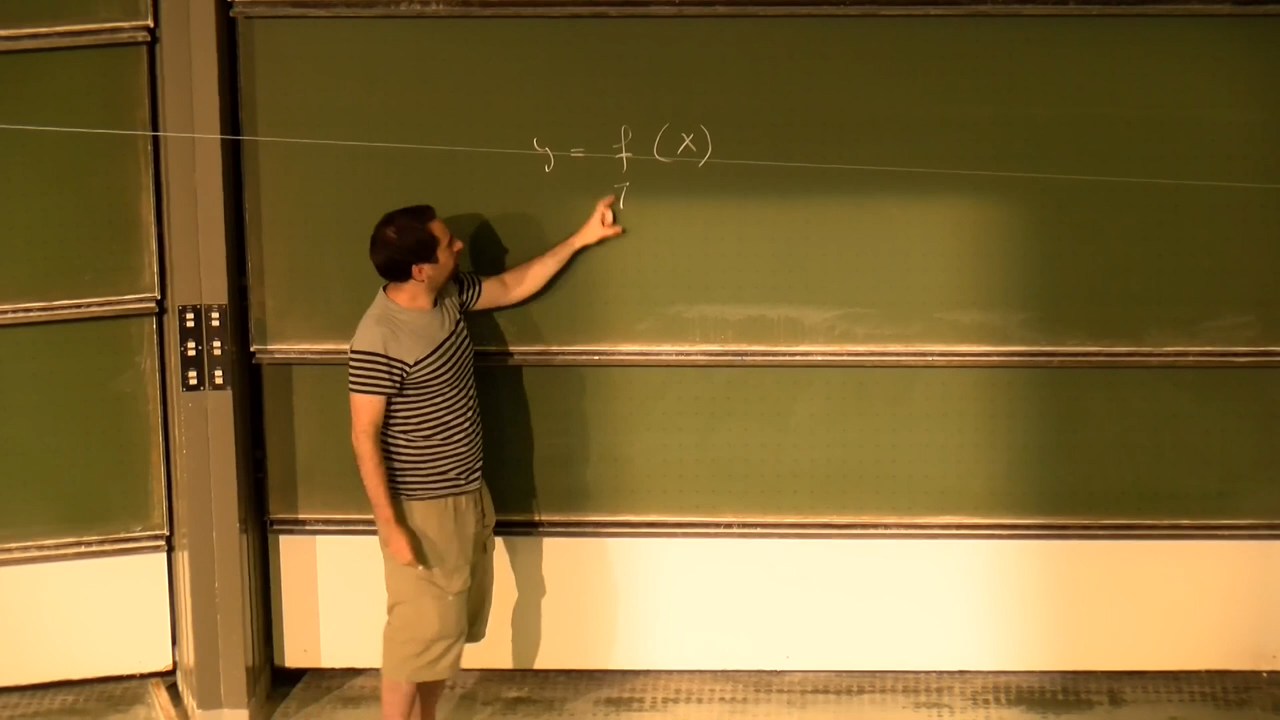 y = f (x)